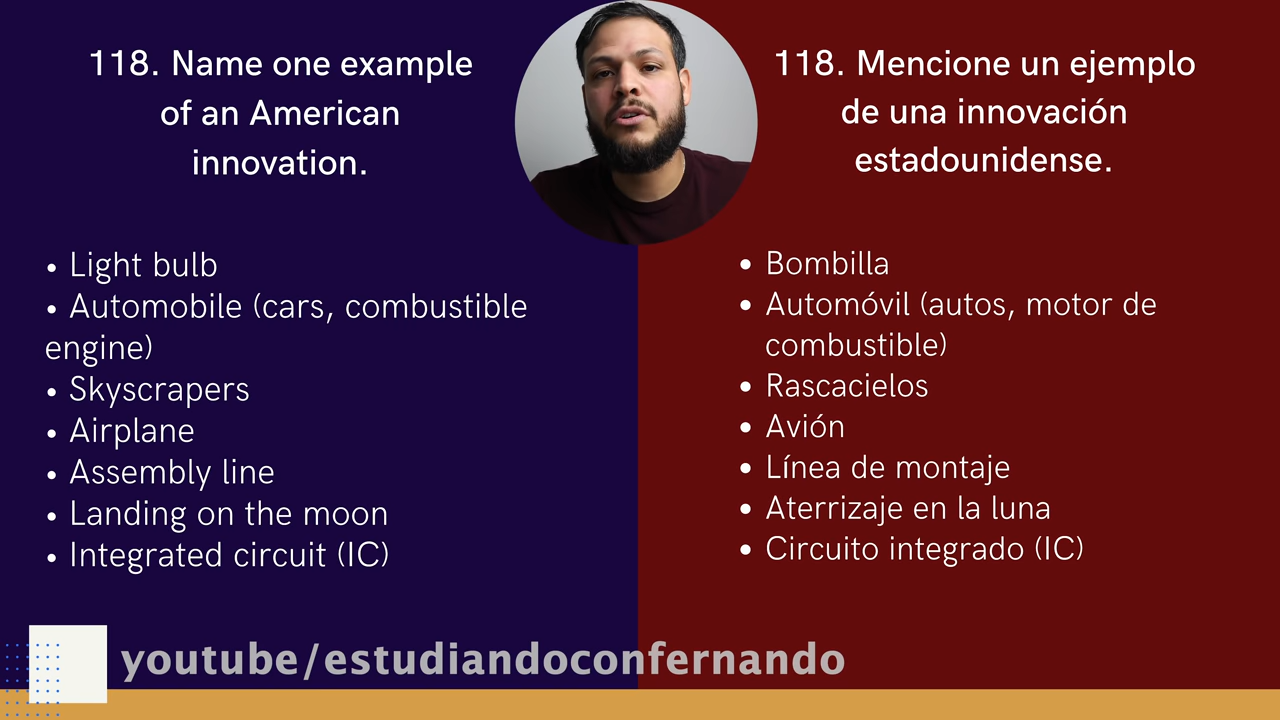 118. Name one example
of an American
innovation.
• Light bulb
• Automobile (cars, combustible
engine)
• Skyscrapers
• Airplane
• Assembly line
• Landing on the moon
• Integrated circuit (IC)
118. Mencione un ejemplo
de una innovación
estadounidense.
• Bombilla
• Automóvil (autos, motor de
combustible)
• Rascacielos
• Avión
• Línea de montaje
• Aterrizaje en la luna
• Circuito integrado (IC)
youtube/estudiandoconfernando